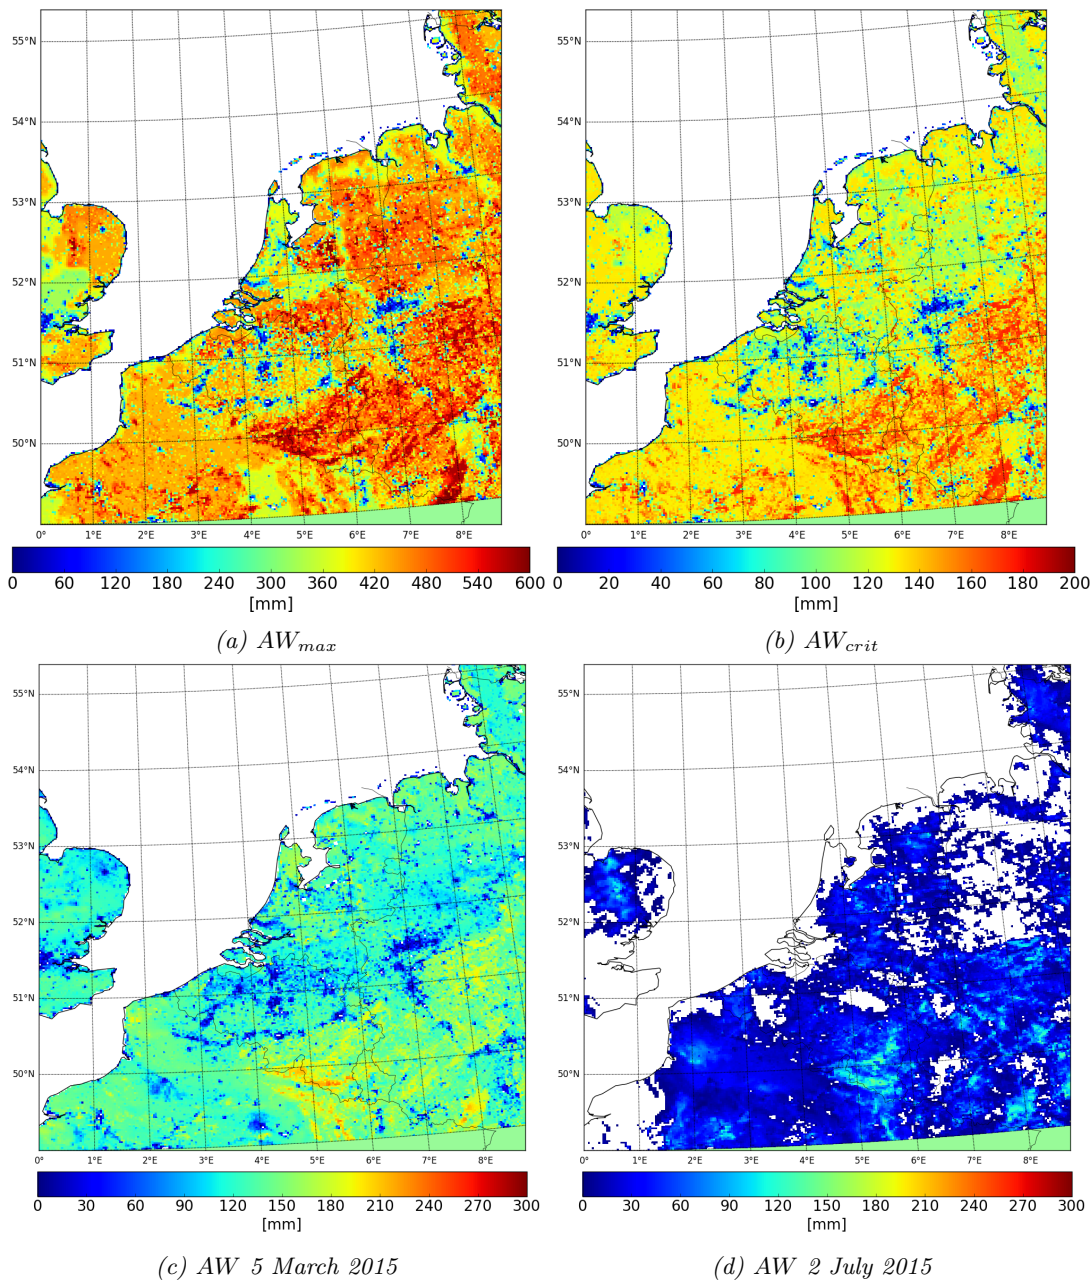 55°N 55°N
54°N 54°N
53°N 53°N
52°N 52°N
51°N 51°N
50°N 50°N
0° 1°E 2°E 3°E 4°E 5°E 6°E 7°E 8°E 0° 1°E 2°E 3°E 4°E 5°E 6°E 7°E 8°E
0 60 120 180 240 300 360 420 480 540 600 0 20 40 60 80 100 120 140 160 180 200
[mm] [mm]
(a) AWmax (b) AWcrit
55°N 55°N
54°N 54°N
53°N 53°N
52°N 52°N
51°N 51°N
50°N 50°N
0° 1°E 2°E 3°E 4°E 5°E 6°E 7°E 8°E 0° 1°E 2°E 3°E 4°E 5°E 6°E 7°E 8°E
0 30 60 90 120 150 180 210 240 270 300 0 30 60 90 120 150 180 210 240 270 300
[mm] [mm]
(c) AW 5 March 2015 (d) AW 2 July 2015